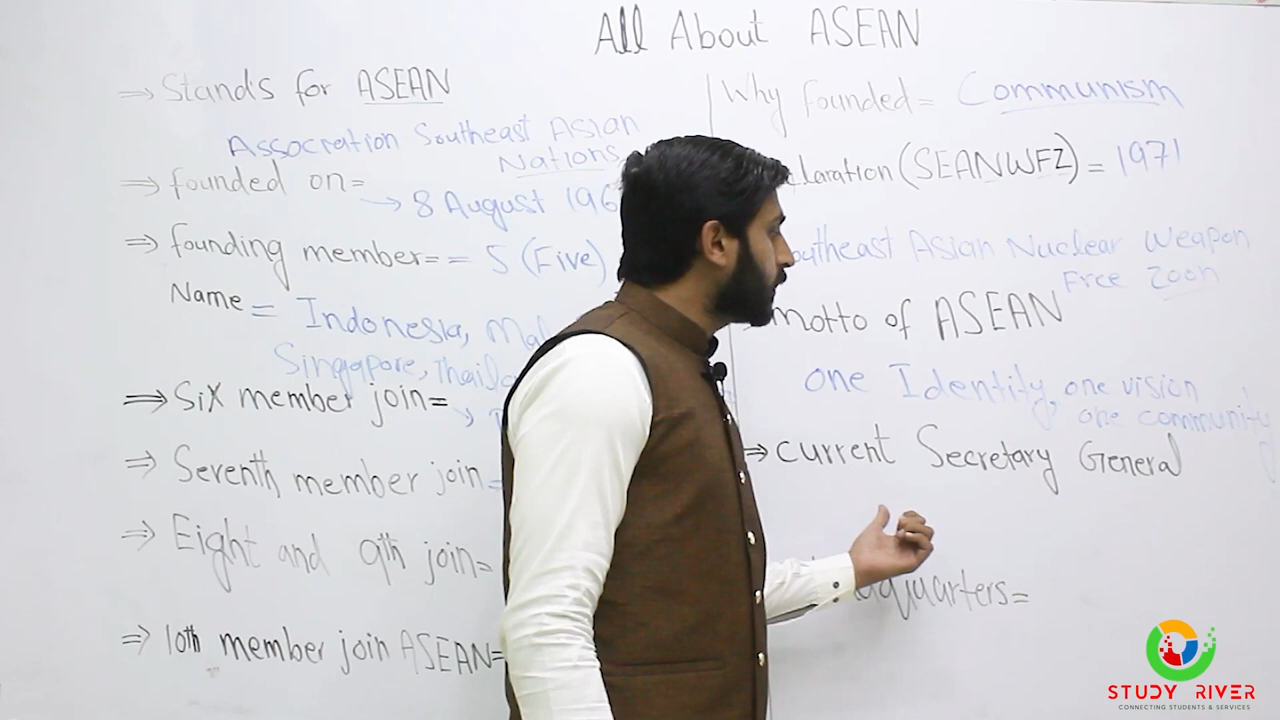 All About ASEAN
⇒ Stands for ASEAN
Assocration Southeast Asian
Nations
⇒ founded on=
→ 8 August 196
⇒ founding member== 5 (Five)
Name = Indonesia, Mal
Singapore, Thaila
⇒ Six member join=
⇒ Seventh member join=
⇒ Eight and 9th join=
⇒ 10th member join ASEAN=
Why founded= Communism
claration (SEANWFZ) = 1971
outheast Asian Nuclear Weapon
Free Zoon
motto of ASEAN
one Identity, one vision
one community
⇒ current Secretary General
adquarters=
STUDY RIVER
CONNECTING STUDENTS & SERVICES